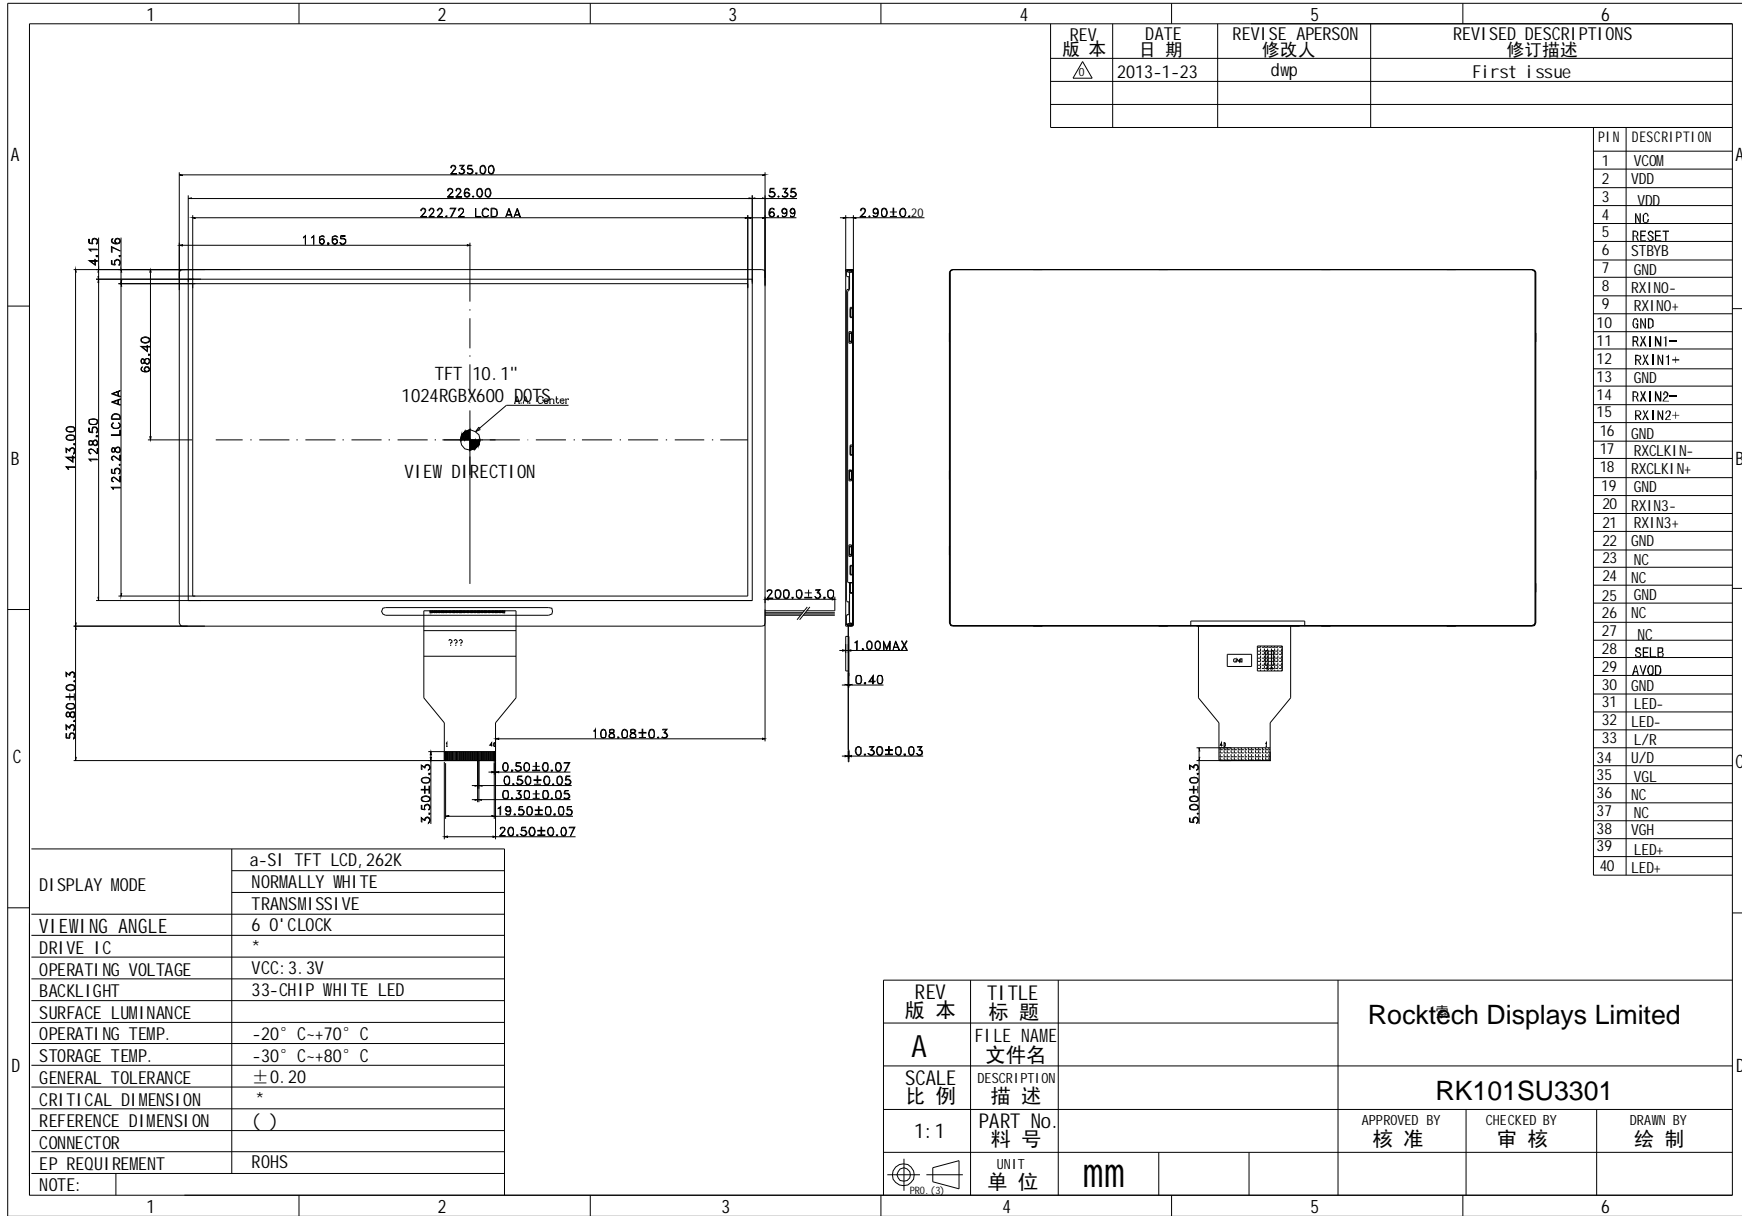 1 2 3 4 5 6
REV 版 本 DATE 日 期 REVISE APERSON 修改人 REVISED DESCRIPTIONS 修订描述
0 2013-1-23 dwp First issue
A
B
C
D
A
B
C
D
235.00
226.00
5.35
222.72 LCD AA
6.99
116.65
4.15
5.76
68.40
143.00
128.50
125.28 LCD AA
TFT 10.1"
1024RGBX600 DOTS
A.A. Center
VIEW DIRECTION
2.90±0.20
200.0±3.0
1.00MAX
0.40
0.30±0.03
???
53.80±0.3
108.08±0.3
1 40
3.50±0.3
0.50±0.07
0.50±0.05
0.30±0.05
19.50±0.05
20.50±0.07
40 1
5.00±0.3
PIN DESCRIPTION
1 VCOM
2 VDD
3 VDD
4 NC
5 RESET
6 STBYB
7 GND
8 RXIN0-
9 RXIN0+
10 GND
11 RXIN1-
12 RXIN1+
13 GND
14 RXIN2-
15 RXIN2+
16 GND
17 RXCLKIN-
18 RXCLKIN+
19 GND
20 RXIN3-
21 RXIN3+
22 GND
23 NC
24 NC
25 GND
26 NC
27 NC
28 SELB
29 AVDD
30 GND
31 LED-
32 LED-
33 L/R
34 U/D
35 VGL
36 NC
37 NC
38 VGH
39 LED+
40 LED+
DISPLAY MODE a-SI TFT LCD, 262K
NORMALLY WHITE
TRANSMISSIVE
VIEWING ANGLE 6 O'CLOCK
DRIVE IC *
OPERATING VOLTAGE VCC: 3.3V
BACKLIGHT 33-CHIP WHITE LED
SURFACE LUMINANCE
OPERATING TEMP. -20° C~+70° C
STORAGE TEMP. -30° C~+80° C
GENERAL TOLERANCE ±0.20
CRITICAL DIMENSION *
REFERENCE DIMENSION ( )
CONNECTOR
EP REQUIREMENT ROHS
NOTE:
REV 版 本 TITLE 标 题
Rocktech Displays Limited
A FILE NAME 文件名
SCALE 比 例 DESCRIPTION 描 述
RK101SU3301
1:1 PART No. 料 号
APPROVED BY 核 准 CHECKED BY 审 核 DRAWN BY 绘 制
PRO. (3) UNIT 单 位 mm
1 2 3 4 5 6